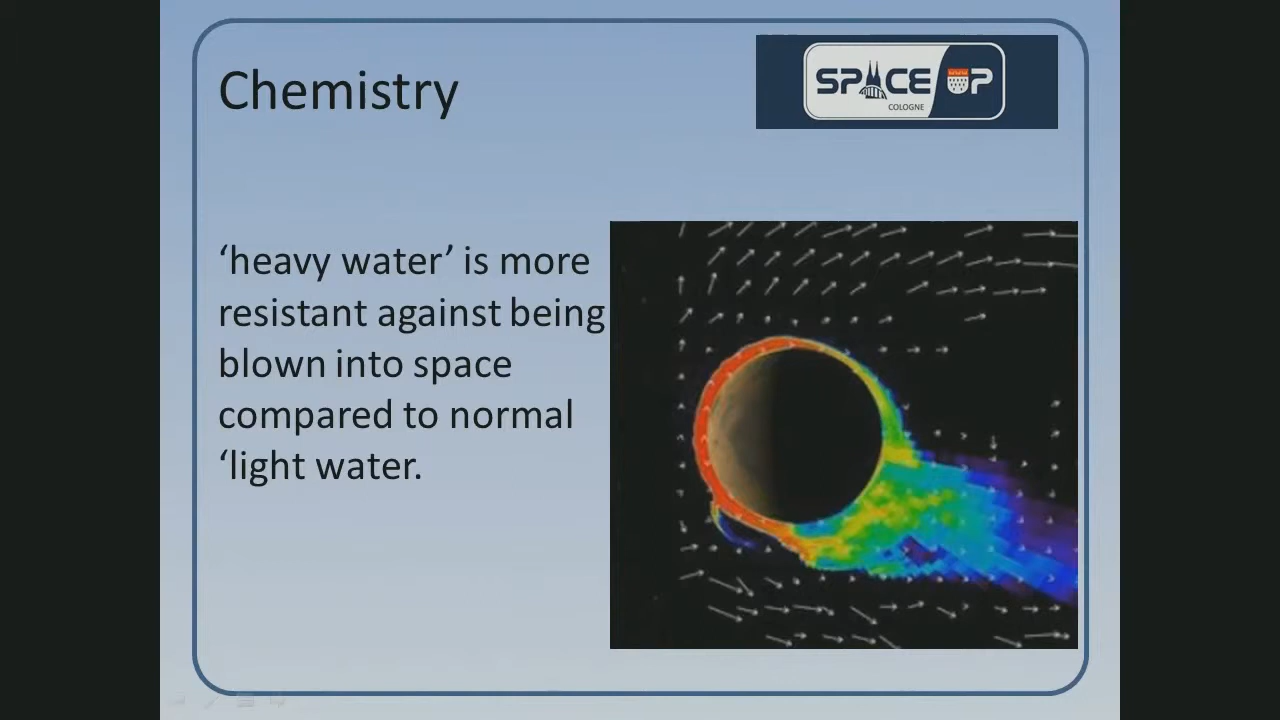 Chemistry
SPACE UP
COLOGNE
‘heavy water’ is more
resistant against being
blown into space
compared to normal
‘light water.